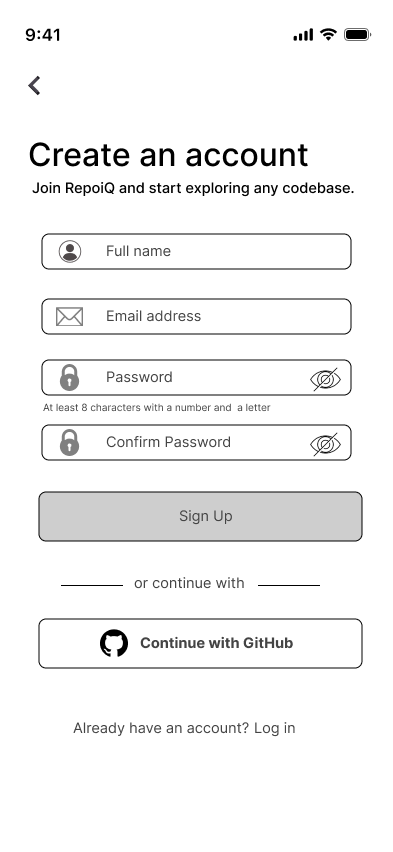 9:41
Create an account
Join RepoiQ and start exploring any codebase.
Full name
Email address
Password
At least 8 characters with a number and  a letter
Confirm Password
Sign Up
or continue with
Continue with GitHub
Already have an account? Log in